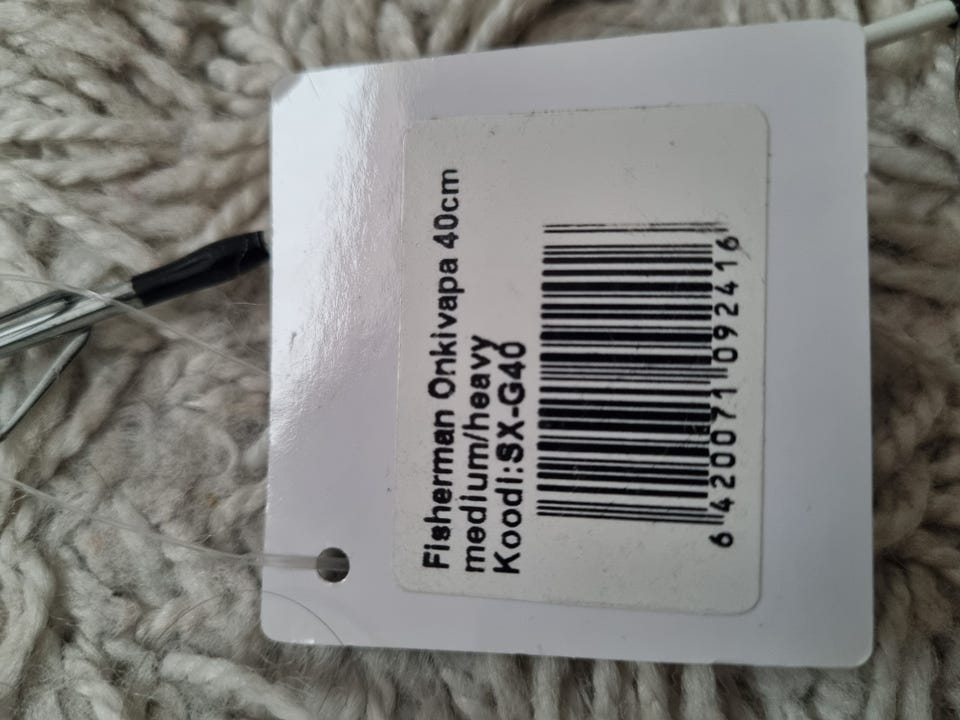 Fisherman Onkivapa 40cm
medium/heavy
Koodi:SX-G40
6 420071 092416